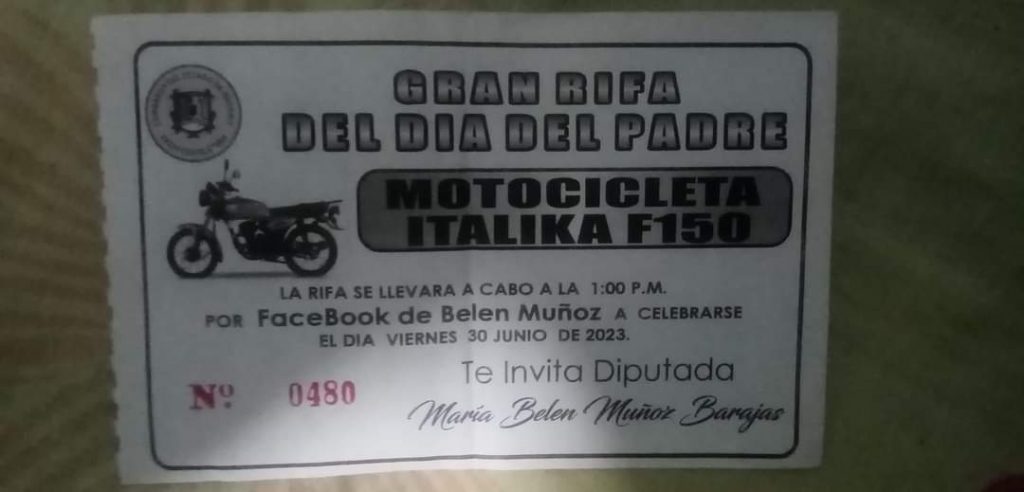 GRAN RIFA
DEL DIA DEL PADRE
MOTOCICLETA
ITALIKA F150
LA RIFA SE LLEVARA A CABO A LA 1:00 P.M.
POR FaceBook de Belen Muñoz A CELEBRARSE
EL DIA VIERNES 30 JUNIO DE 2023.
Te Invita Diputada
María Belen Muñoz Barajas
Nº 0480